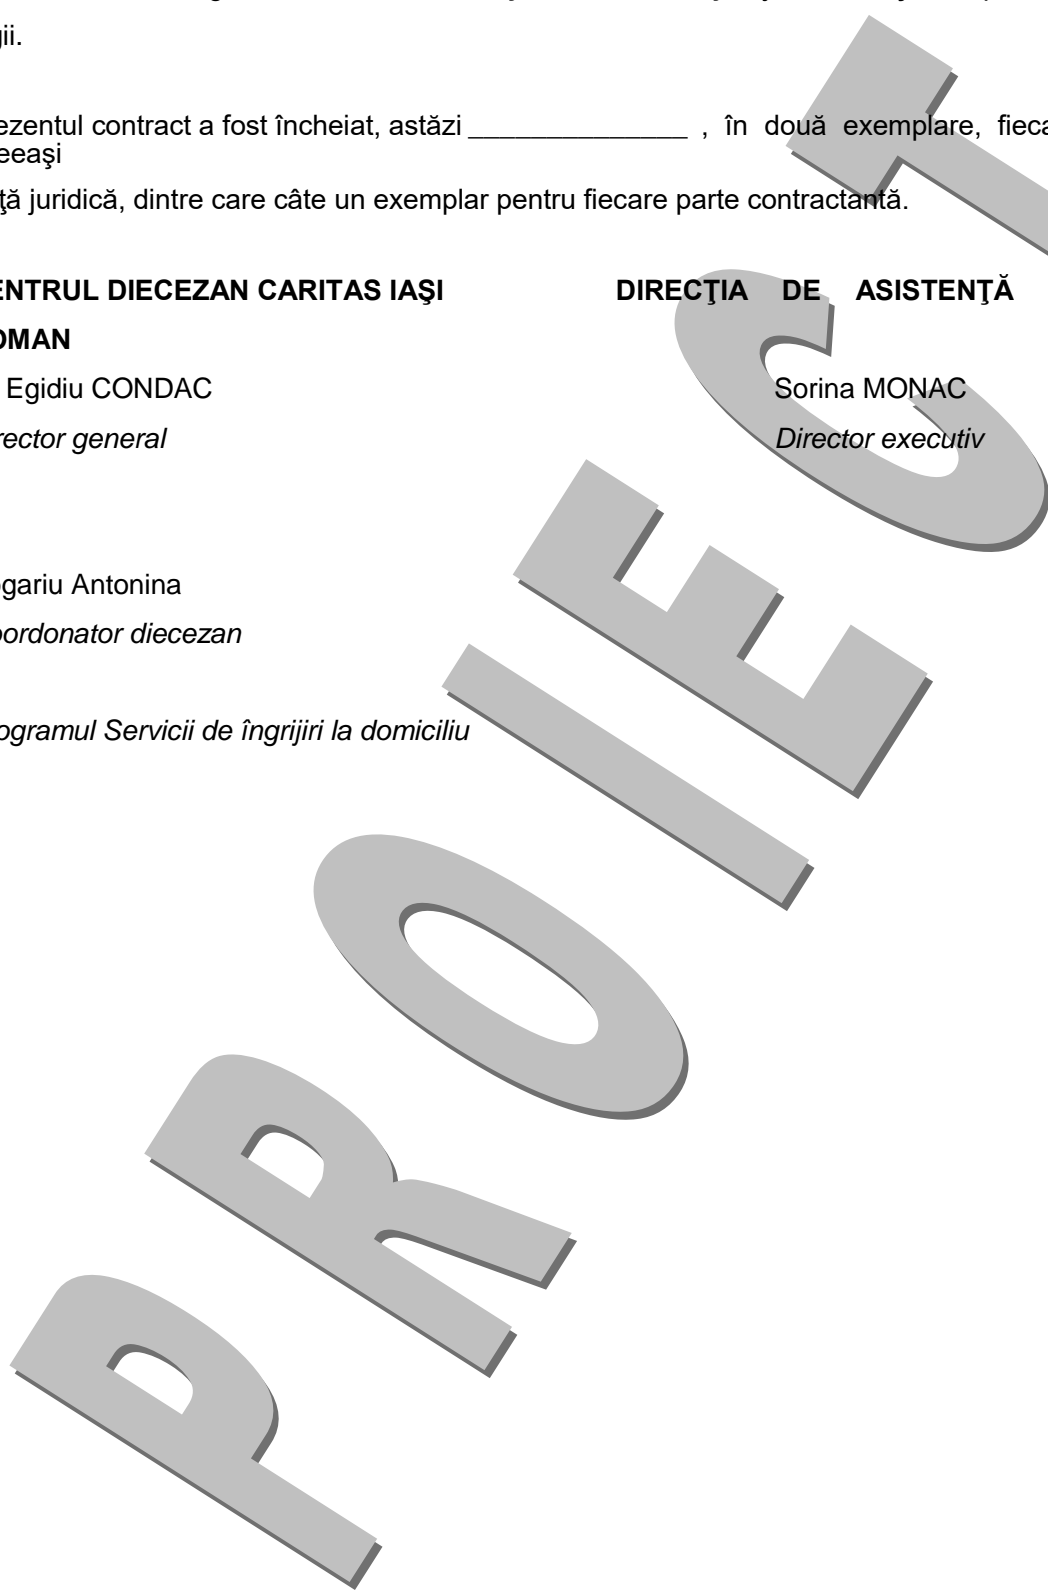 gii.
ezentul contract a fost încheiat, astăzi _______________ , în două exemplare, fieca
eeaşi
ţă juridică, dintre care câte un exemplar pentru fiecare parte contractantă.
ENTRUL DIECEZAN CARITAS IAŞI DIRECŢIA DE ASISTENŢĂ
OMAN
Egidiu CONDAC Sorina MONAC
rector general Director executiv
ogariu Antonina
oordonator diecezan
ogramul Servicii de îngrijiri la domiciliu
PROIECT